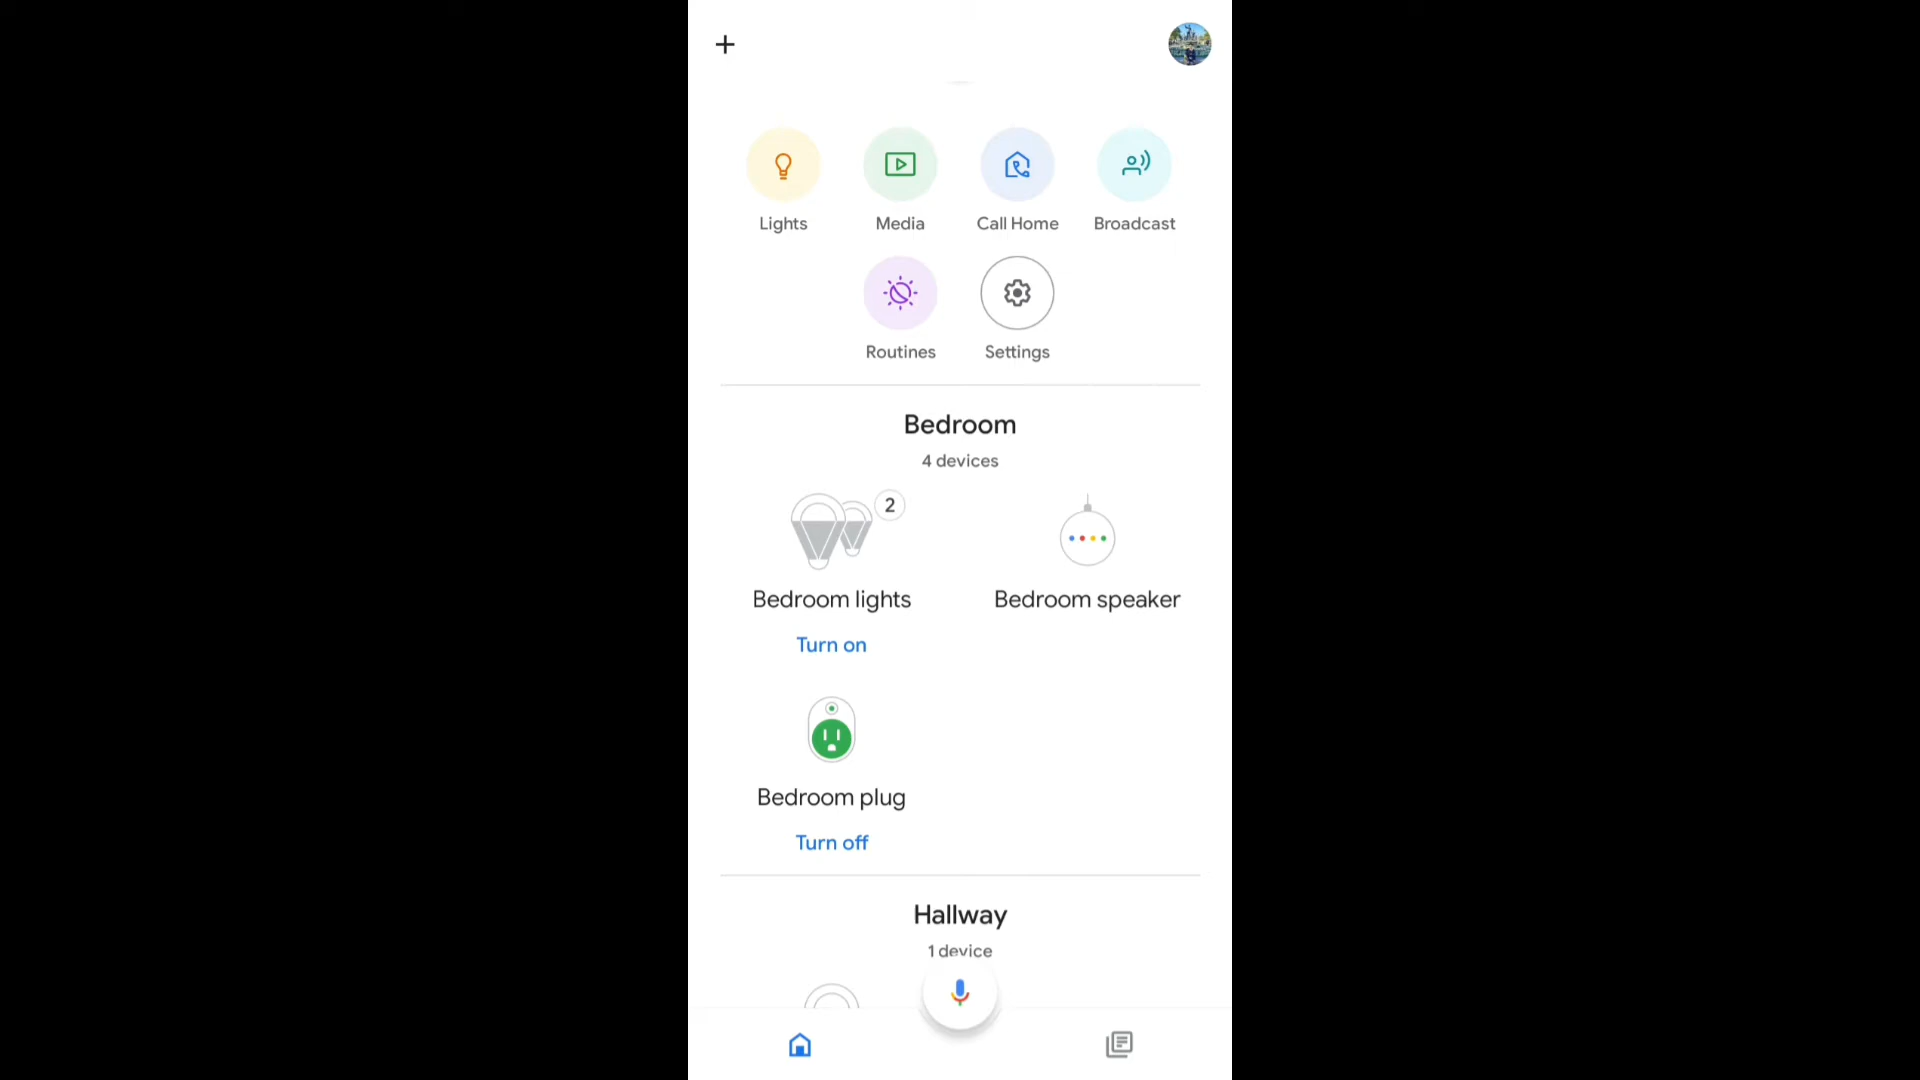 Lights Media Call Home Broadcast
Routines Settings
Bedroom
4 devices
2
Bedroom lights Bedroom speaker
Turn on
Bedroom plug
Turn off
Hallway
1 device